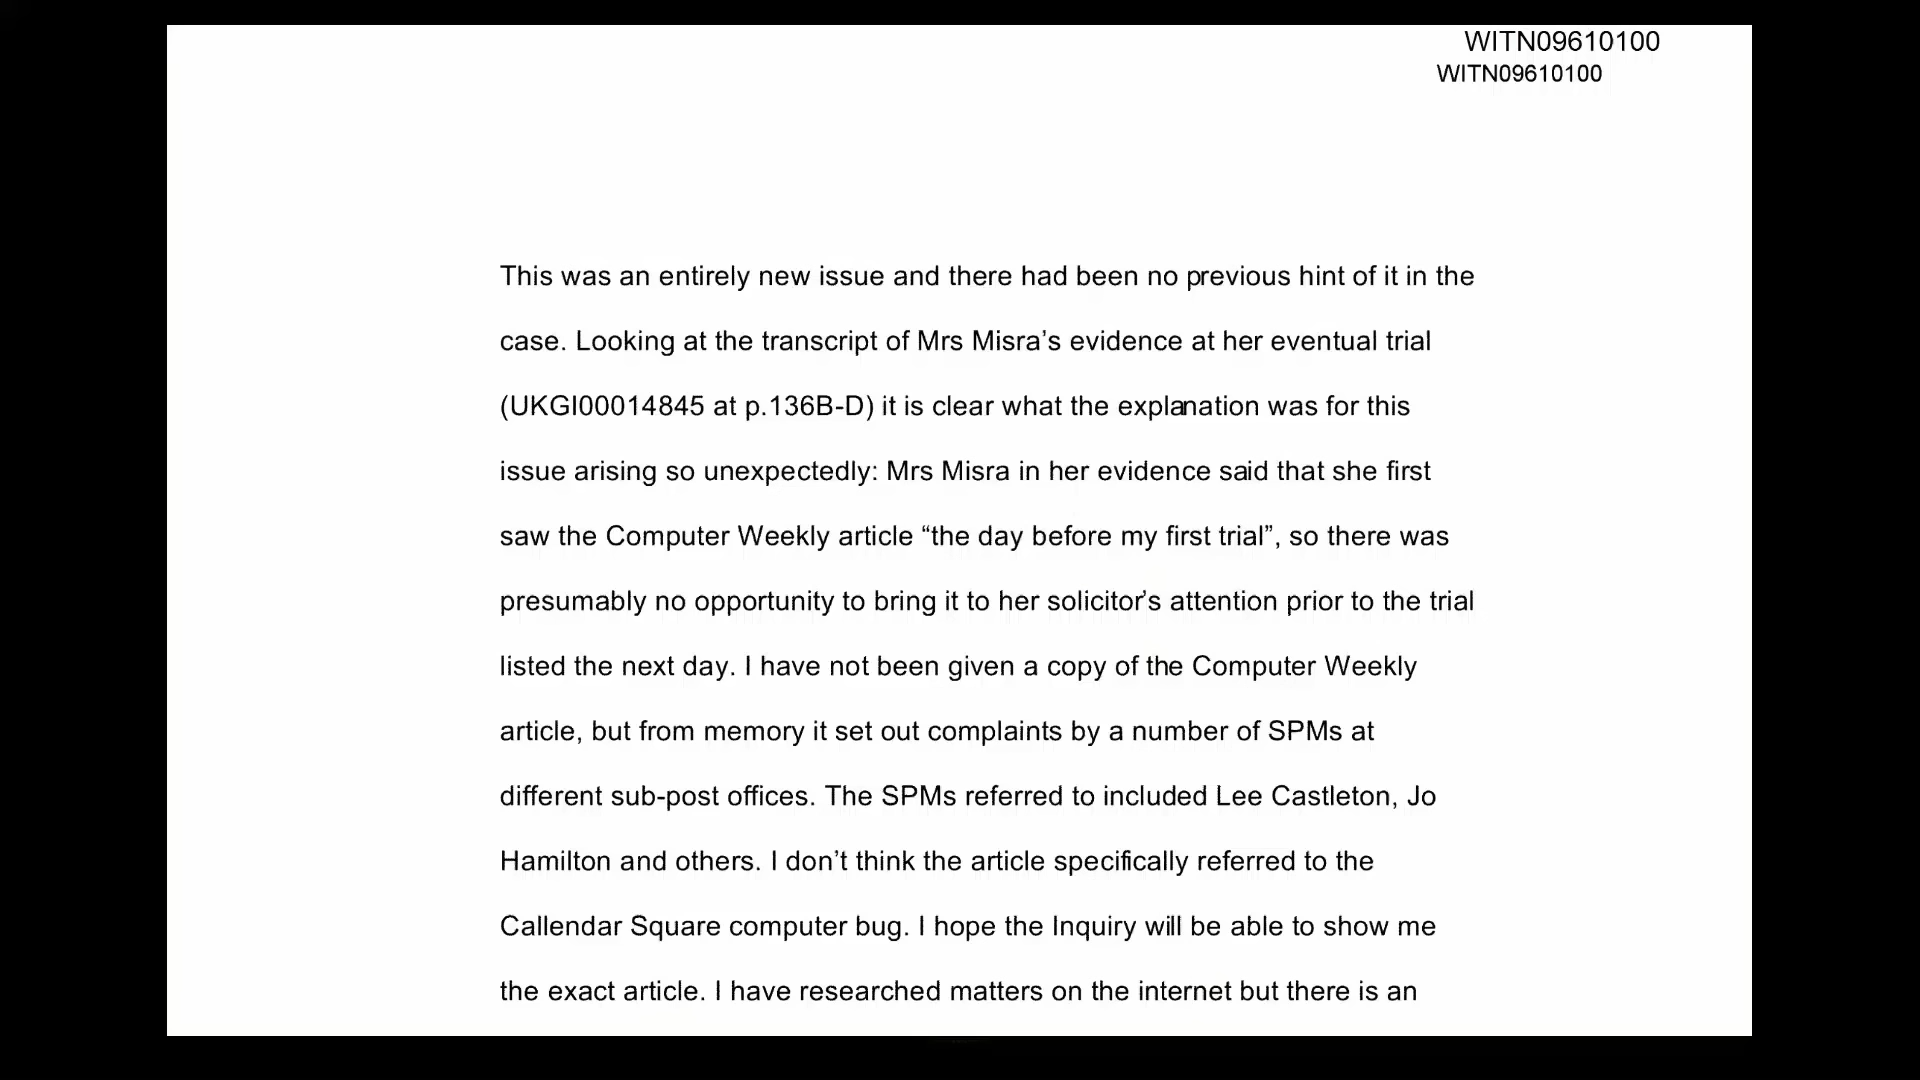 WITN09610100
WITN09610100
This was an entirely new issue and there had been no previous hint of it in the
case. Looking at the transcript of Mrs Misra’s evidence at her eventual trial
(UKGI00014845 at p.136B-D) it is clear what the explanation was for this
issue arising so unexpectedly: Mrs Misra in her evidence said that she first
saw the Computer Weekly article “the day before my first trial”, so there was
presumably no opportunity to bring it to her solicitor’s attention prior to the trial
listed the next day. I have not been given a copy of the Computer Weekly
article, but from memory it set out complaints by a number of SPMs at
different sub-post offices. The SPMs referred to included Lee Castleton, Jo
Hamilton and others. I don’t think the article specifically referred to the
Callendar Square computer bug. I hope the Inquiry will be able to show me
the exact article. I have researched matters on the internet but there is an